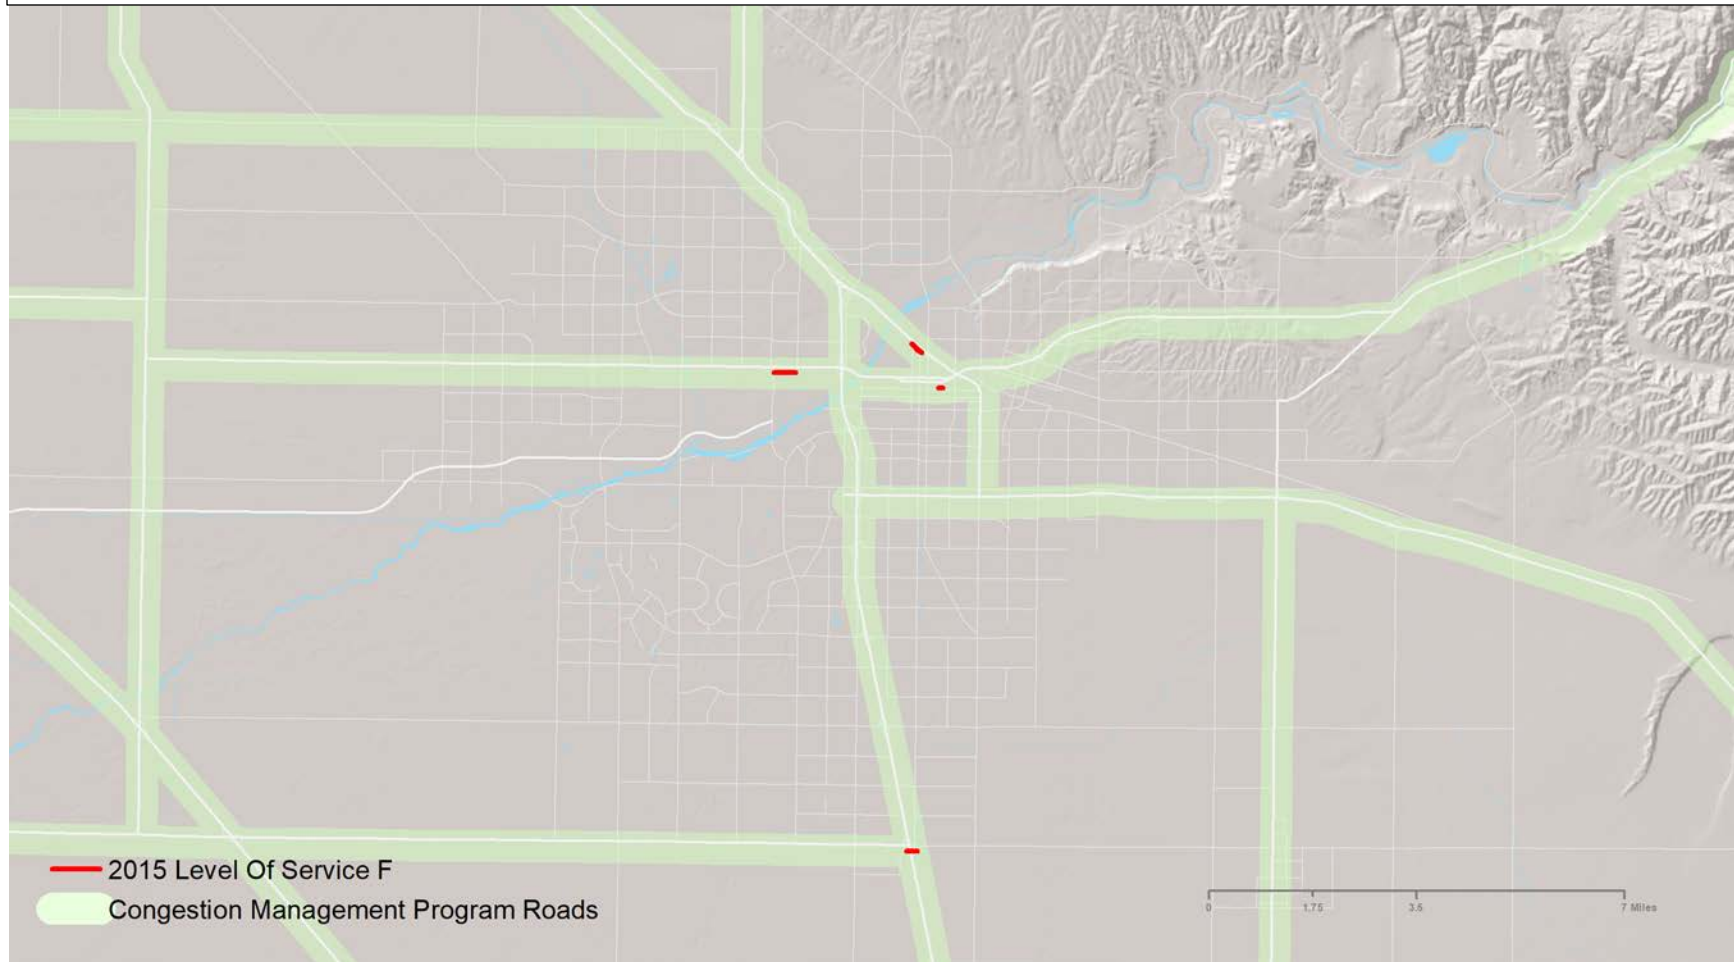 2015 Level Of Service F
Congestion Management Program Roads
0 1.75 3.5 7 Miles